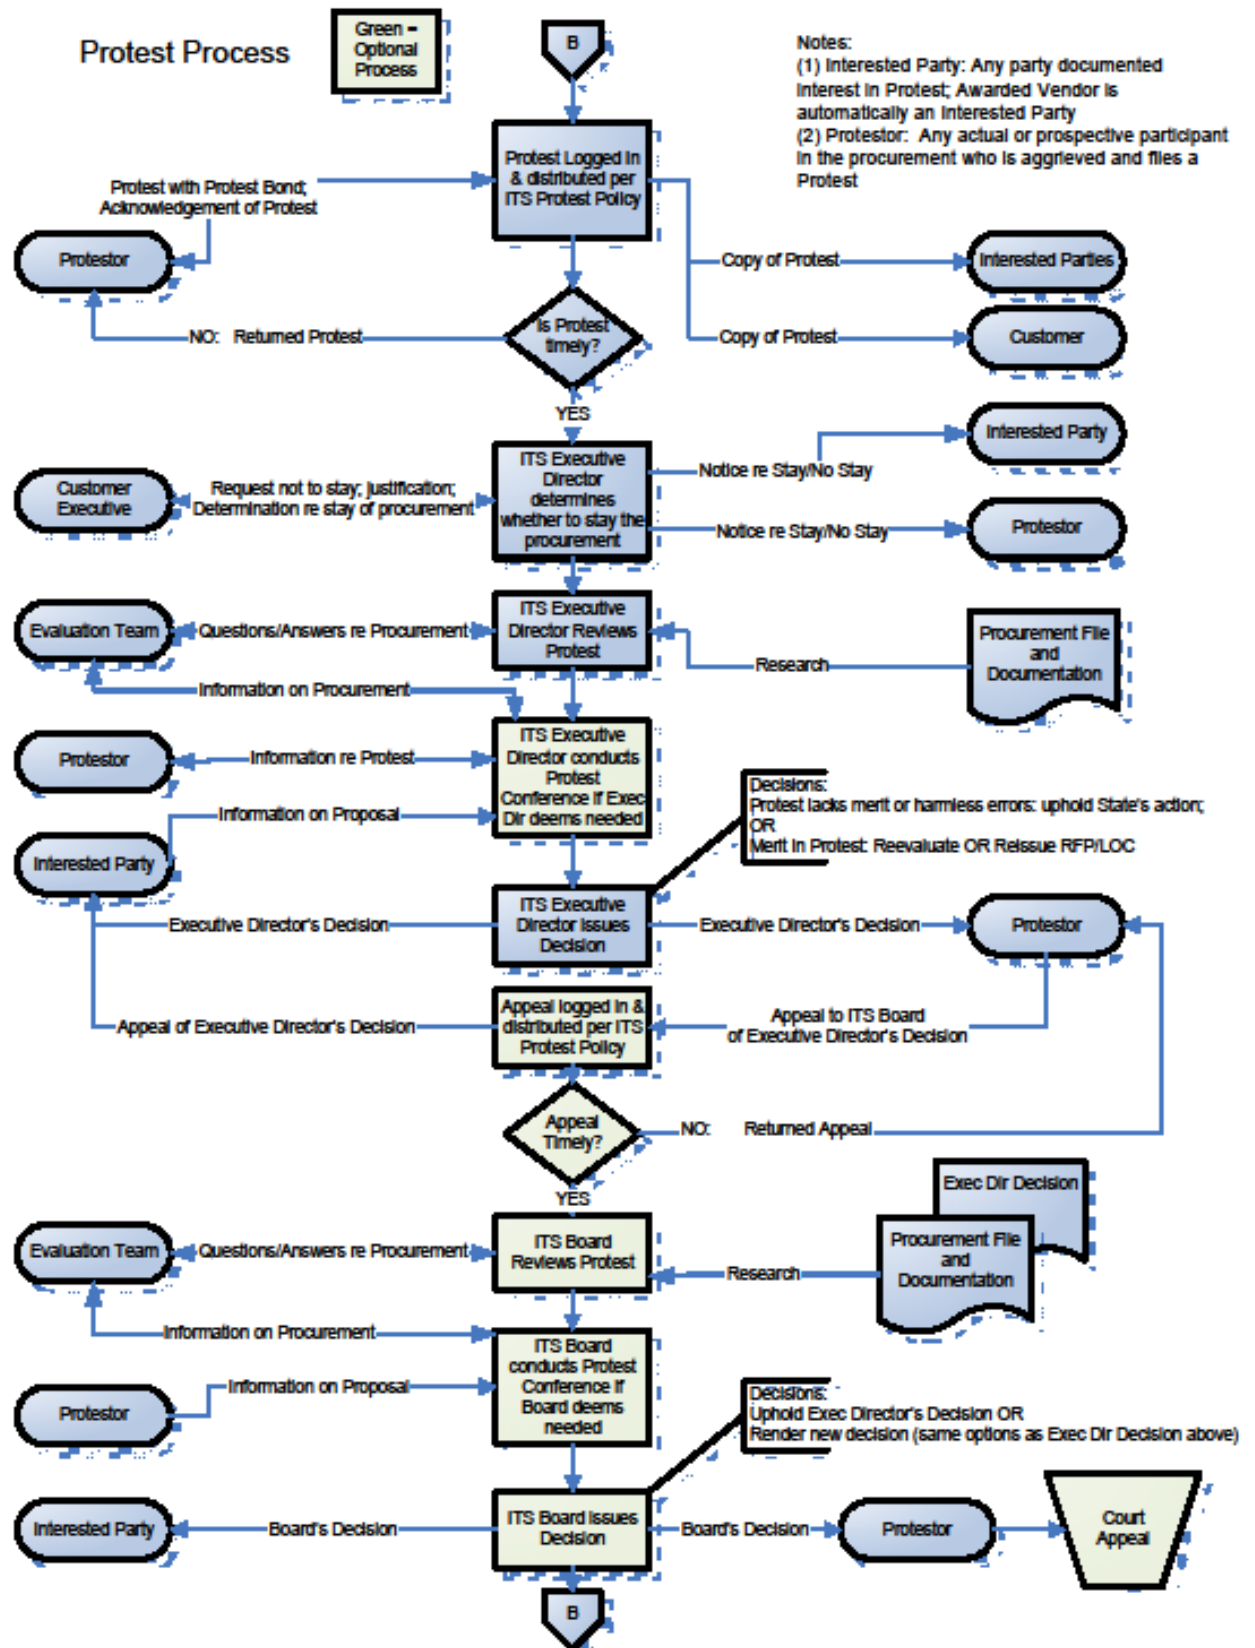 Protest Process
Green =
Optional
Process
B
Notes:
(1) Interested Party: Any party documented
Interest in Protest; Awarded Vendor is
automatically an Interested Party
(2) Protestor: Any actual or prospective participant
in the procurement who is aggrieved and files a
Protest
Protest Logged in
& distributed per
ITS Protest Policy
Protest with Protest Bond;
Acknowledgement of Protest
Protestor
Copy of Protest
Interested Parties
Is Protest
timely?
NO: Returned Protest
Copy of Protest
Customer
YES
ITS Executive
Director
determines
whether to stay the
procurement
Notice re Stay/No Stay
Interested Party
Customer
Executive
Request not to stay; justification;
Determination re stay of procurement
Notice re Stay/No Stay
Protestor
Evaluation Team
Questions/Answers re Procurement
ITS Executive
Director Reviews
Protest
Research
Procurement File
and
Documentation
Information on Procurement
ITS Executive
Director conducts
Protest
Conference if Exec
Dir deems needed
Protestor
Information re Protest
Information on Proposal
Interested Party
Decisions:
Protest lacks merit or harmless errors: uphold State's action;
OR
Merit in Protest: Reevaluate OR Reissue RFP/LOC
Executive Director's Decision
ITS Executive
Director Issues
Decision
Executive Director's Decision
Protestor
Appeal of Executive Director's Decision
Appeal logged in &
distributed per ITS
Protest Policy
Appeal to ITS Board
of Executive Director's Decision
Appeal
Timely?
NO: Returned Appeal
YES
Exec Dir Decision
Procurement File
and
Documentation
Evaluation Team
Questions/Answers re Procurement
ITS Board
Reviews Protest
Research
Information on Procurement
ITS Board
conducts Protest
Conference if
Board deems
needed
Information on Proposal
Protestor
Decisions:
Uphold Exec Director's Decision OR
Render new decision (same options as Exec Dir Decision above)
Interested Party
Board's Decision
ITS Board Issues
Decision
Board's Decision
Protestor
Court
Appeal
B